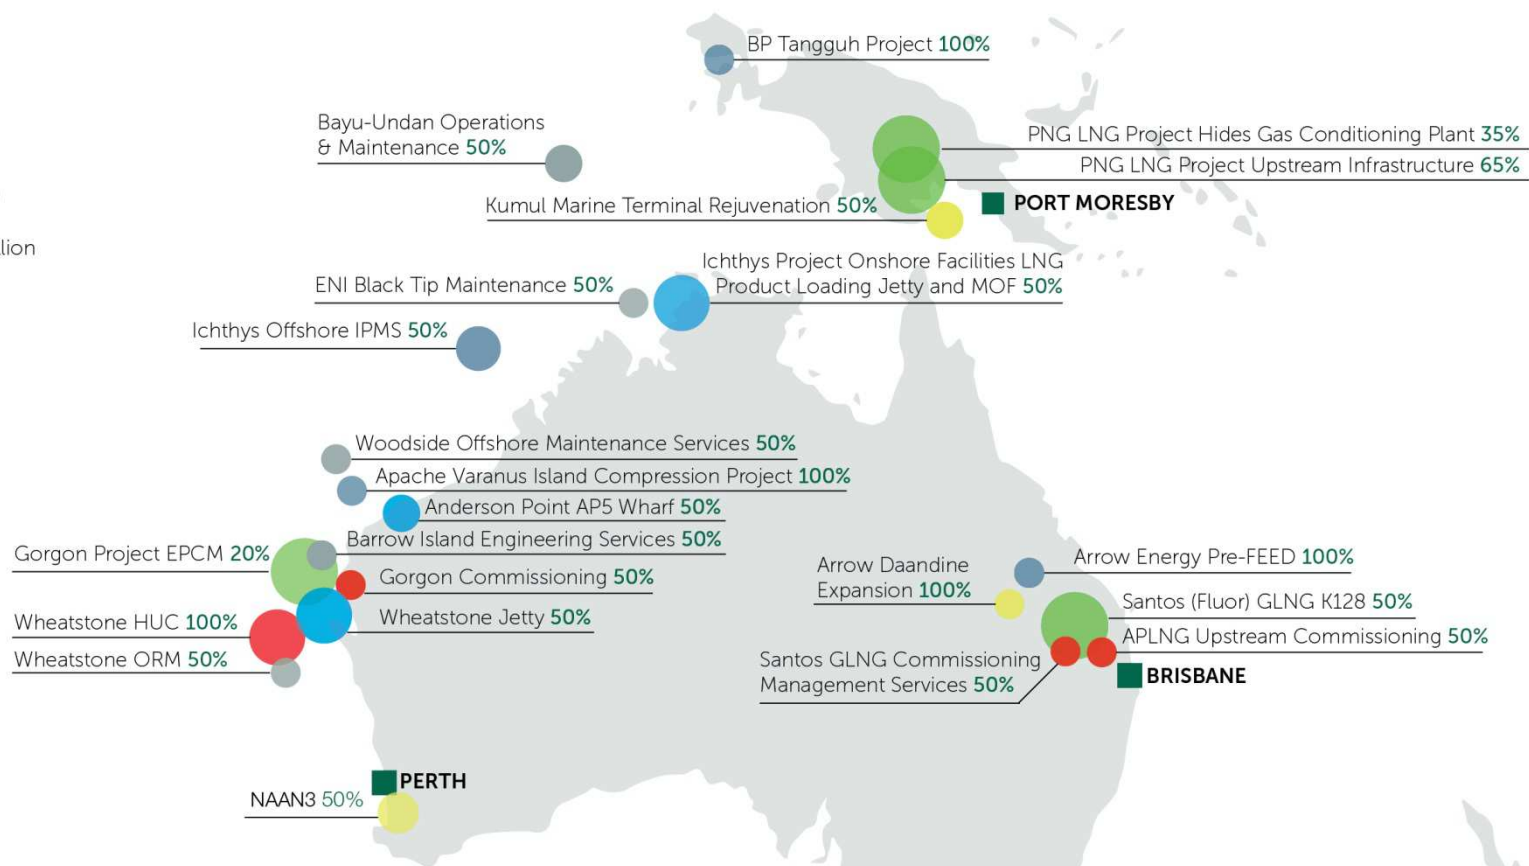 BP Tangguh Project 100%
Bayu-Undan Operations
& Maintenance 50%
PNG LNG Project Hides Gas Conditioning Plant 35%
PNG LNG Project Upstream Infrastructure 65%
Kumul Marine Terminal Rejuvenation 50%
PORT MORESBY
lion
Ichthys Project Onshore Facilities LNG
Product Loading Jetty and MOF 50%
ENI Black Tip Maintenance 50%
Ichthys Offshore IPMS 50%
Woodside Offshore Maintenance Services 50%
Apache Varanus Island Compression Project 100%
Anderson Point AP5 Wharf 50%
Barrow Island Engineering Services 50%
Gorgon Project EPCM 20%
Gorgon Commissioning 50%
Wheatstone Jetty 50%
Wheatstone HUC 100%
Wheatstone ORM 50%
Arrow Daandine
Expansion 100%
Arrow Energy Pre-FEED 100%
Santos (Fluor) GLNG K128 50%
APLNG Upstream Commissioning 50%
Santos GLNG Commissioning
Management Services 50%
BRISBANE
PERTH
NAAN3 50%